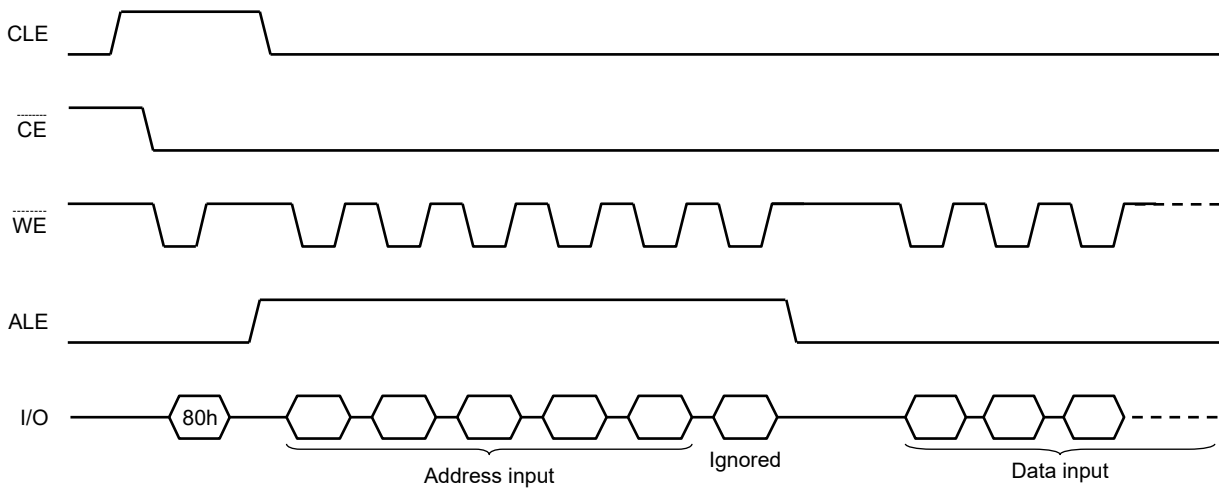 CLE
CE
WE
ALE
I/O
80h
Address input
Ignored
Data input